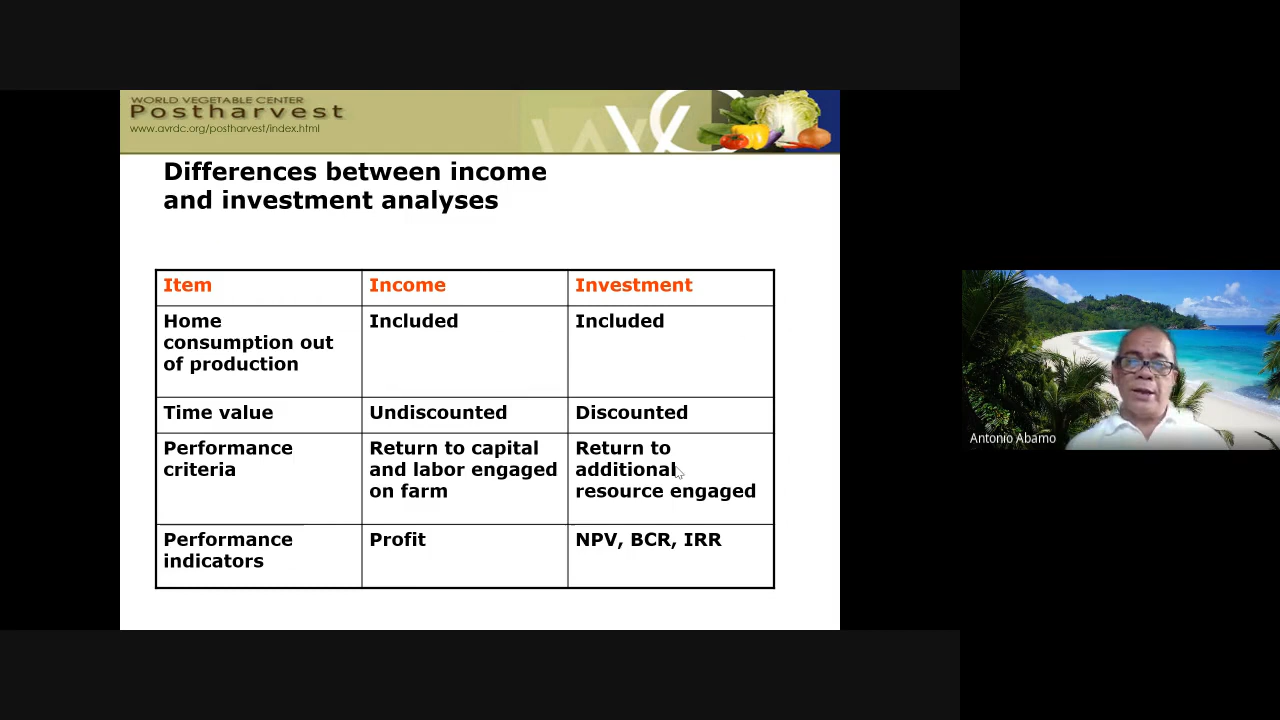 WORLD VEGETABLE CENTER
Postharvest
www.avrdc.org/postharvest/index.html
Differences between income
and investment analyses
Item
Income
Investment
Home
consumption out
of production
Included
Included
Time value
Undiscounted
Discounted
Performance
criteria
Return to capital
and labor engaged
on farm
Return to
additional
resource engaged
Performance
indicators
Profit
NPV, BCR, IRR
Antonio Abamo